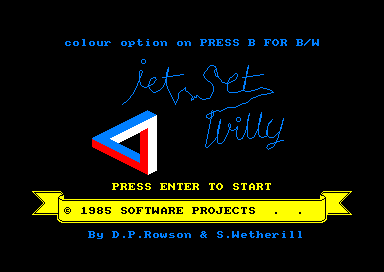 colour option on PRESS B FOR B/W
jet Set
Willy
PRESS ENTER TO START
© 1985 SOFTWARE PROJECTS . .
By D.P.Rowson & S.Wetherill